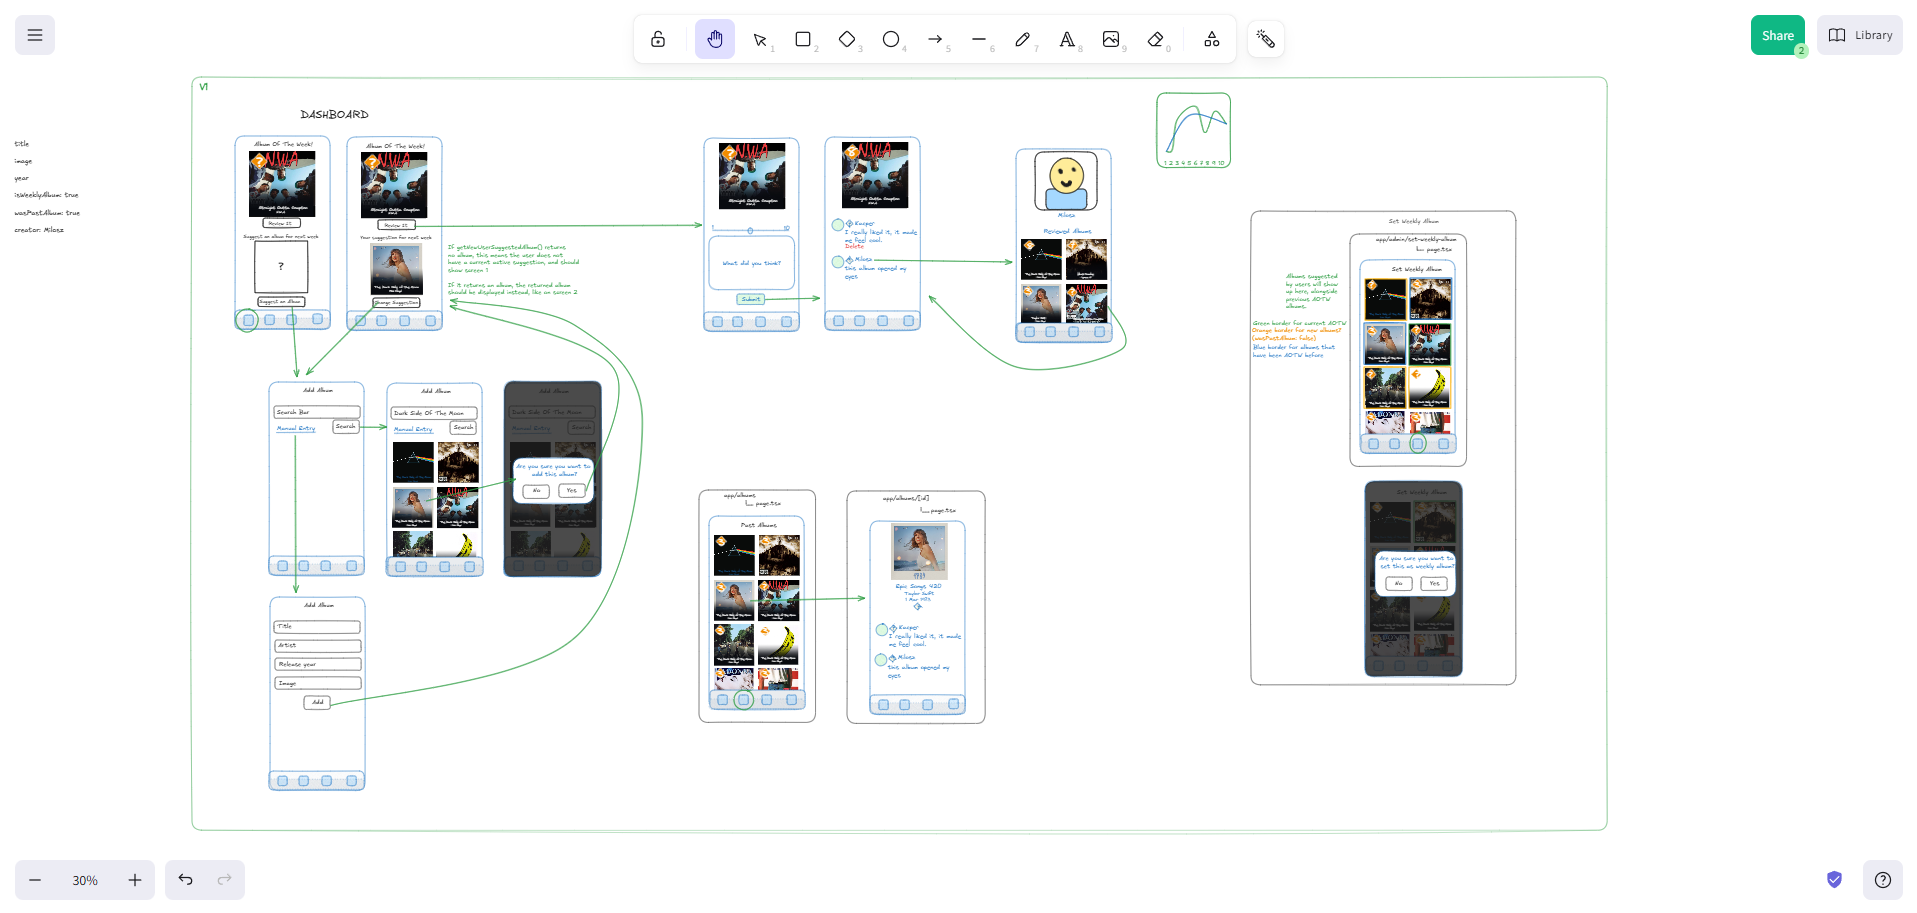 Share
2
Library
1
2
3
4
5
6
7
8
9
0
V1
DASHBOARD
title
image
year
isWeeklyAlbum: true
wasPastAlbum: true
creator: Milosz
Album Of The Week!
Review It
Suggest an album for next week
?
Suggest an Album
Album Of The Week!
Review It
Your suggestion for next week
Change Suggestion
If getNewUserSuggestedAlbum() returns
no album, this means the user does not
have a current active suggestion, and should
show screen 1
If it returns an album, the returned album
should be displayed instead, like on screen 2
1
10
What did you think?
Submit
Kacper
I really liked it, it made
me feel cool.
Delete
Milosz
this album opened my
eyes
Milosz
Reviewed Albums
1 2 3 4 5 6 7 8 9 10
Add Album
Search Bar
Manual Entry
Search
Add Album
Dark Side Of The Moon
Manual Entry
Search
Add Album
Dark Side Of The Moon
Manual Entry
Search
Are you sure you want to
add this album?
No
Yes
Add Album
Title
Artist
Release year
Image
Add
app/albums
page.tsx
Past Albums
app/albums/[id]
page.tsx
1989
Epic Songs 420
Taylor Swift
Kacper
I really liked it, it made
me feel cool.
Milosz
this album opened my
eyes
Set Weekly Album
app/admin/set-weekly-album
page.tsx
Set Weekly Album
Albums suggested
by users will show
up here, alongside
previous AOTW
albums.
Green border for current AOTW
Orange border for new albums?
(wasPastAlbum: false)
Blue border for albums that
have been AOTW before
Set Weekly Album
Are you sure you want to
set this as weekly album?
No
Yes
30%